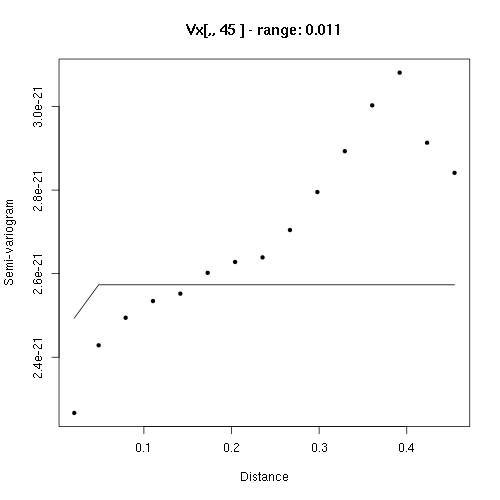 Vx[,, 45 ] - range: 0.011
Semi-variogram
3.0e-21
2.8e-21
2.6e-21
2.4e-21
0.1
0.2
0.3
0.4
Distance